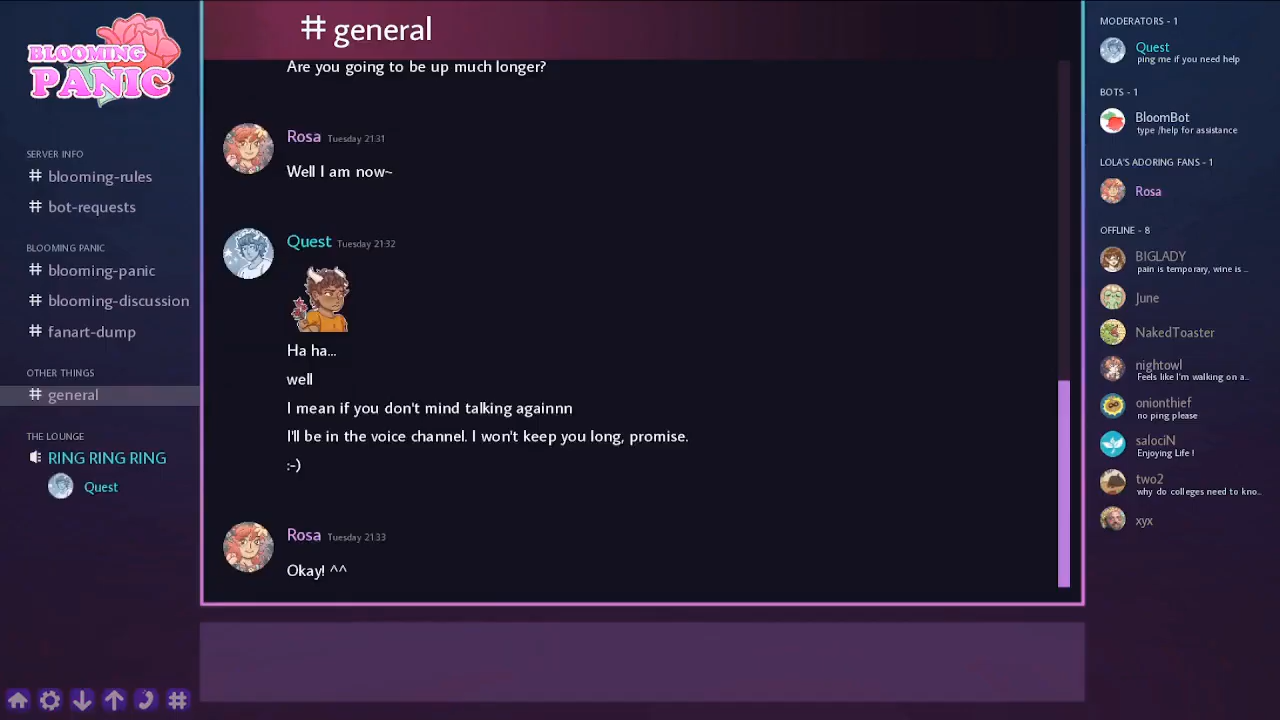 BLOOMING
PANIC
SERVER INFO
# blooming-rules
# bot-requests
BLOOMING PANIC
# blooming-panic
# blooming-discussion
# fanart-dump
OTHER THINGS
# general
THE LOUNGE
RING RING RING
Quest
# general
Are you going to be up much longer?
Rosa Tuesday 21:31
Well I am now~
Quest Tuesday 21:32
Ha ha...
well
I mean if you don't mind talking againnn
I'll be in the voice channel. I won't keep you long, promise.
:-)
Rosa Tuesday 21:33
Okay! ^^
MODERATORS - 1
Quest
ping me if you need help
BOTS - 1
BloomBot
type /help for assistance
LOLA'S ADORING FANS - 1
Rosa
OFFLINE - 8
BIGLADY
pain is temporary, wine is ...
June
NakedToaster
nightowl
Feels like I'm walking on a...
onionthief
no ping please
salociN
Enjoying Life !
two2
why do colleges need to kno...
xyx